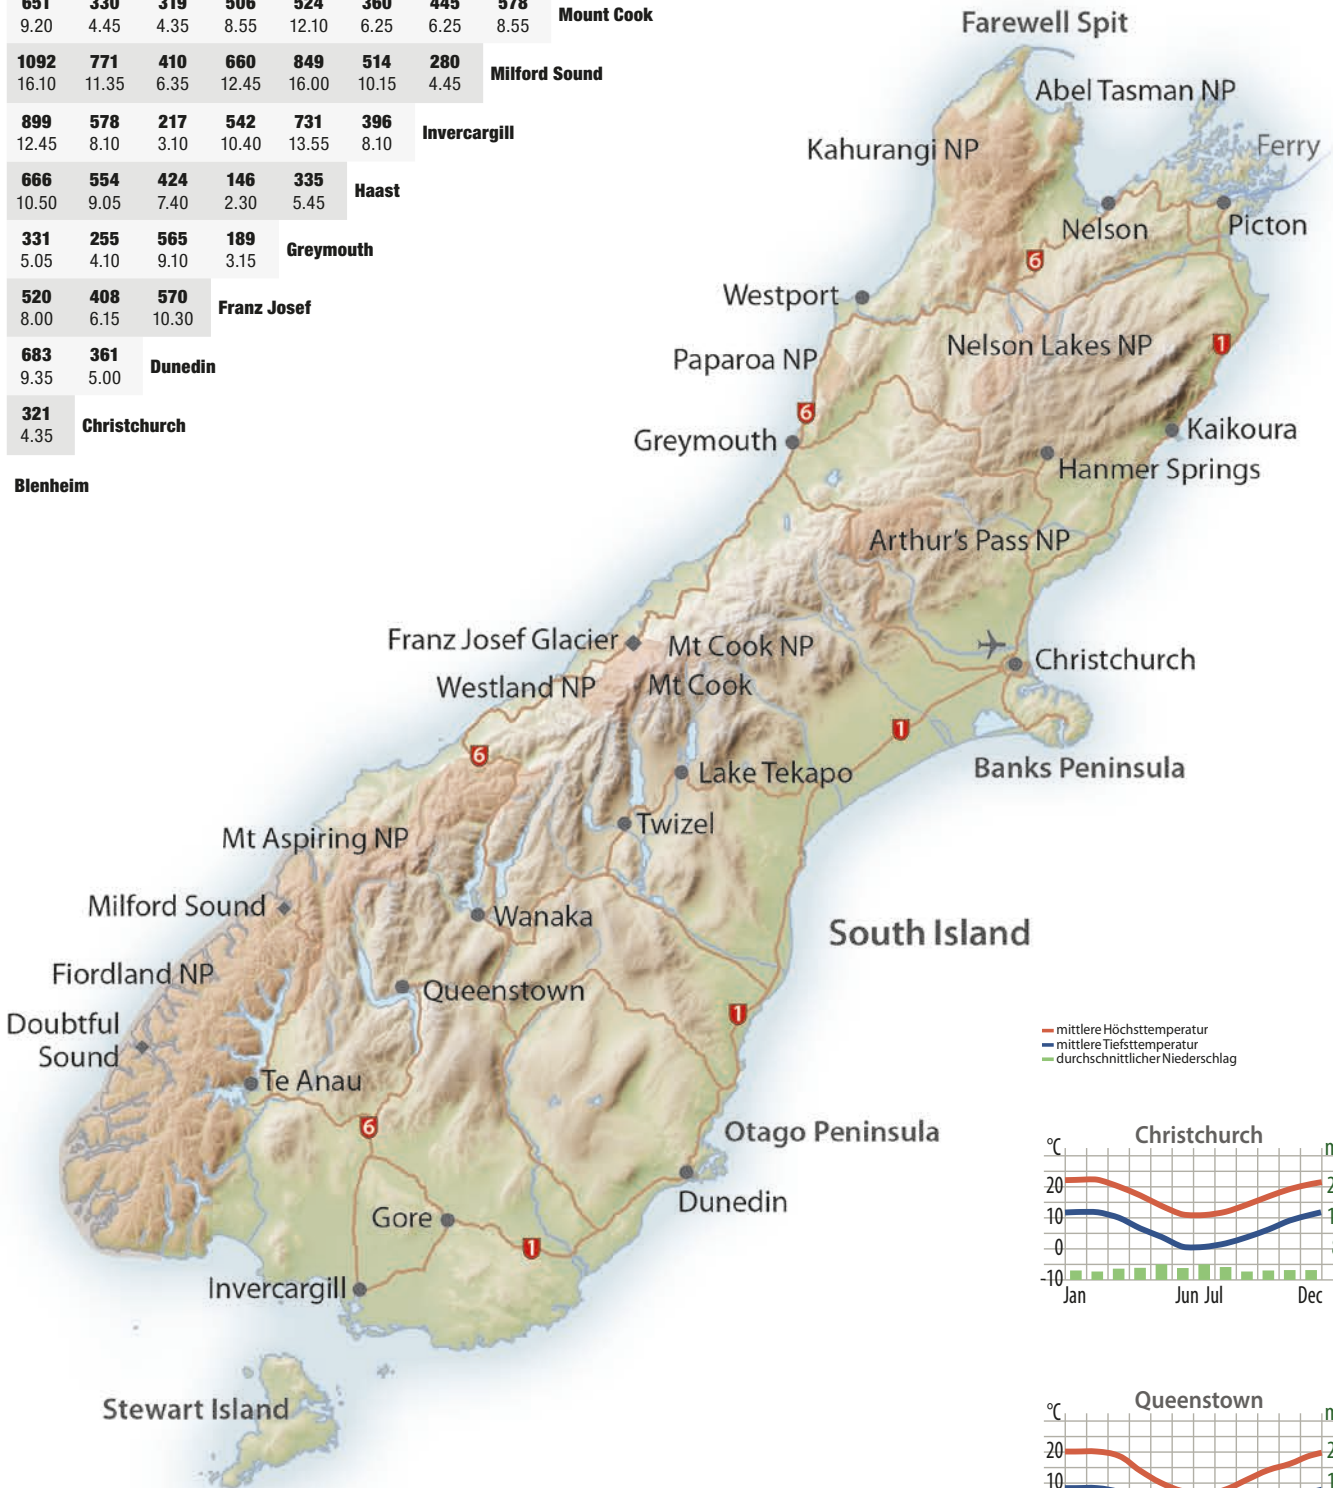 651 330 319 506 524 360 445 578
9.20 4.45 4.35 8.55 12.10 6.25 6.25 8.55
Mount Cook
1092 771 410 660 849 514 280
16.10 11.35 6.35 12.45 16.00 10.15 4.45
Milford Sound
899 578 217 542 731 396
12.45 8.10 3.10 10.40 13.55 8.10
Invercargill
666 554 424 146 335
10.50 9.05 7.40 2.30 5.45
Haast
331 255 565 189
5.05 4.10 9.10 3.15
Greymouth
520 408 570
8.00 6.15 10.30
Franz Josef
683 361
9.35 5.00
Dunedin
321
4.35
Christchurch
Blenheim
Farewell Spit
Abel Tasman NP
Kahurangi NP
Ferry
Nelson
Picton
6
Westport
Nelson Lakes NP
1
Paparoa NP
6
Greymouth
Kaikoura
Hanmer Springs
Arthur's Pass NP
Franz Josef Glacier
Mt Cook NP
Christchurch
Westland NP
Mt Cook
1
6
Lake Tekapo
Banks Peninsula
Twizel
Mt Aspiring NP
Milford Sound
Wanaka
South Island
Fiordland NP
Queenstown
1
Doubtful
Sound
Te Anau
6
Otago Peninsula
Dunedin
Gore
1
Invercargill
Stewart Island
mittlere Höchsttemperatur
mittlere Tiefsttemperatur
durchschnittlicher Niederschlag
Christchurch
°C
20
10
0
-10
Jan Jun Jul Dec
Queenstown
°C
20
10